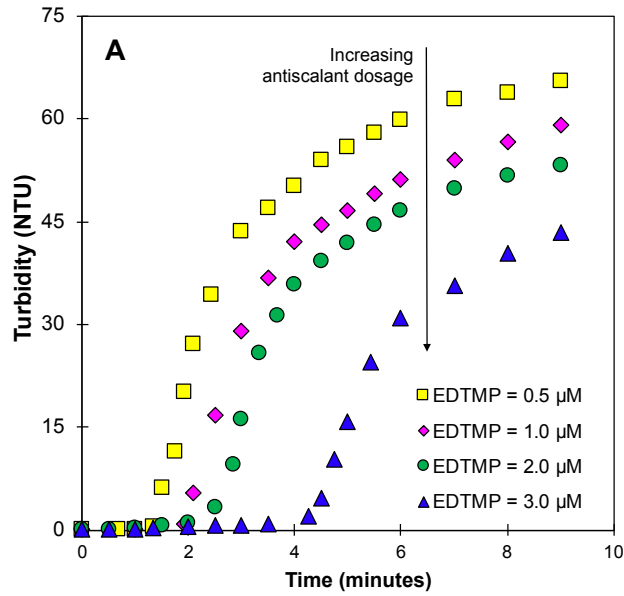 75
A
Increasing
antiscalant dosage
60
45
Turbidity (NTU)
30
EDTMP = 0.5 µM
EDTMP = 1.0 µM
15
EDTMP = 2.0 µM
EDTMP = 3.0 µM
0
0 2 4 6 8 10
Time (minutes)